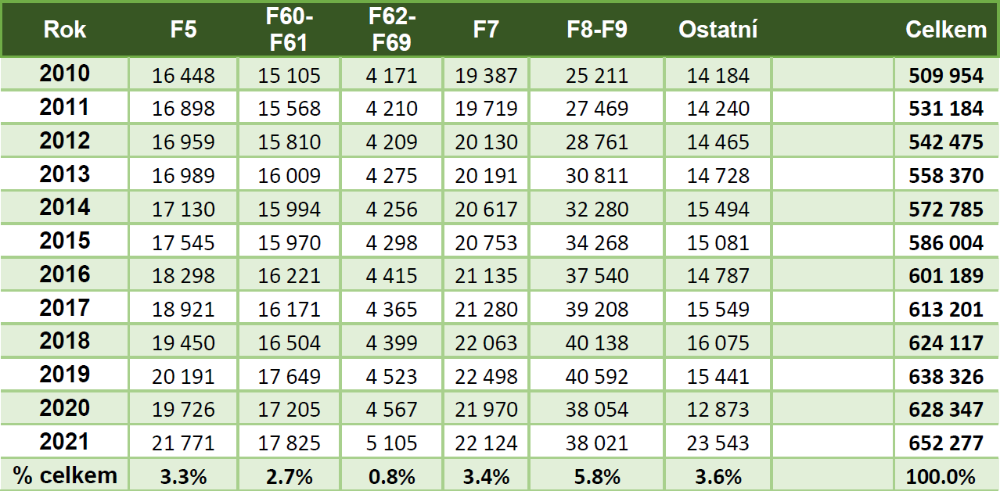 Rok F5 F60-F61 F62-F69 F7 F8-F9 Ostatní Celkem
2010 16 448 15 105 4 171 19 387 25 211 14 184 509 954
2011 16 898 15 568 4 210 19 719 27 469 14 240 531 184
2012 16 959 15 810 4 209 20 130 28 761 14 465 542 475
2013 16 989 16 009 4 275 20 191 30 811 14 728 558 370
2014 17 130 15 994 4 256 20 617 32 280 15 494 572 785
2015 17 545 15 970 4 298 20 753 34 268 15 081 586 004
2016 18 298 16 221 4 415 21 135 37 540 14 787 601 189
2017 18 921 16 171 4 365 21 280 39 208 15 549 613 201
2018 19 450 16 504 4 399 22 063 40 138 16 075 624 117
2019 20 191 17 649 4 523 22 498 40 592 15 441 638 326
2020 19 726 17 205 4 567 21 970 38 054 12 873 628 347
2021 21 771 17 825 5 105 22 124 38 021 23 543 652 277
% celkem 3.3% 2.7% 0.8% 3.4% 5.8% 3.6% 100.0%